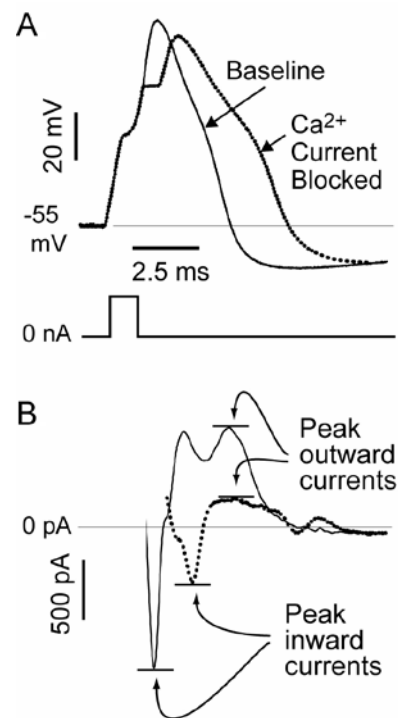 A
Baseline
20 mV
Ca2+
Current
Blocked
-55
mV
2.5 ms
0 nA
B
Peak
outward
currents
0 pA
500 pA
Peak
inward
currents